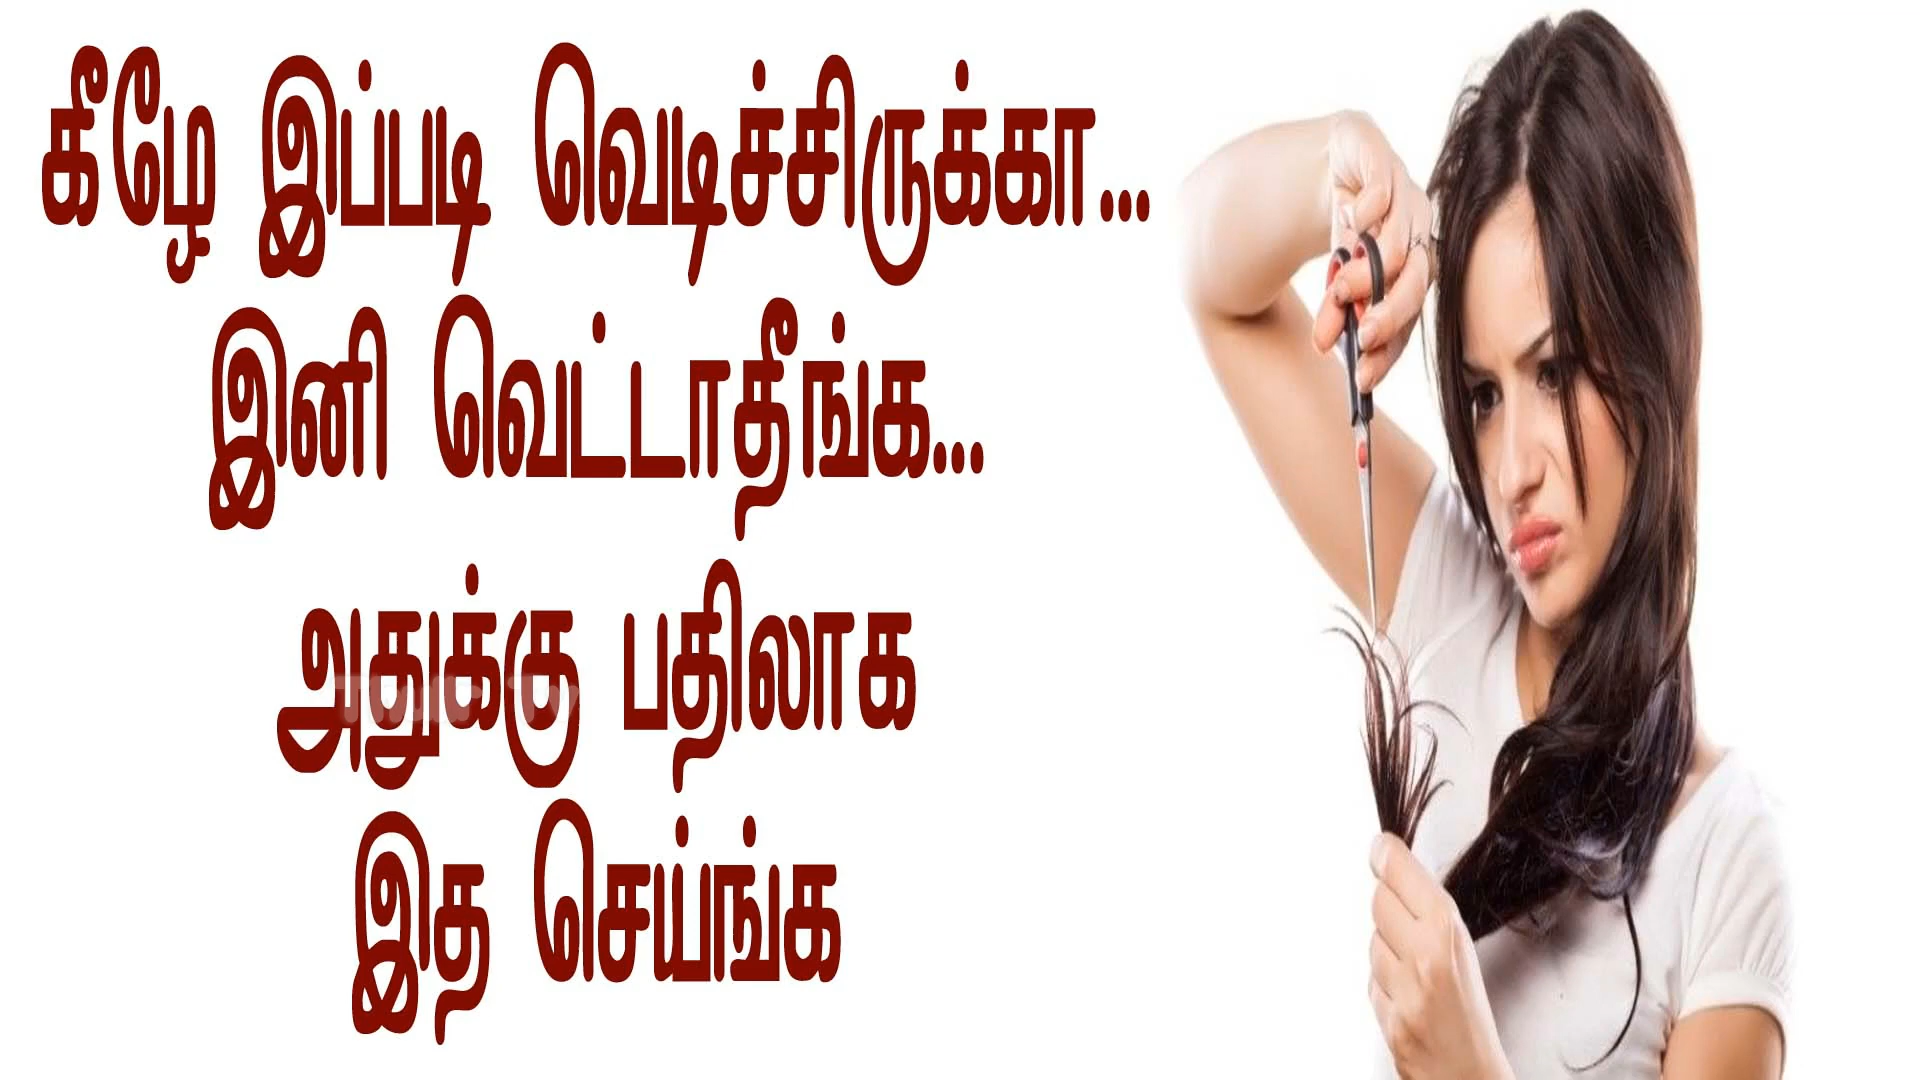 கீழே இப்படி வெடிச்சிருக்கா...
இனி வெட்டாதீங்க...
அதுக்கு பதிலாக
இத செய்ங்க